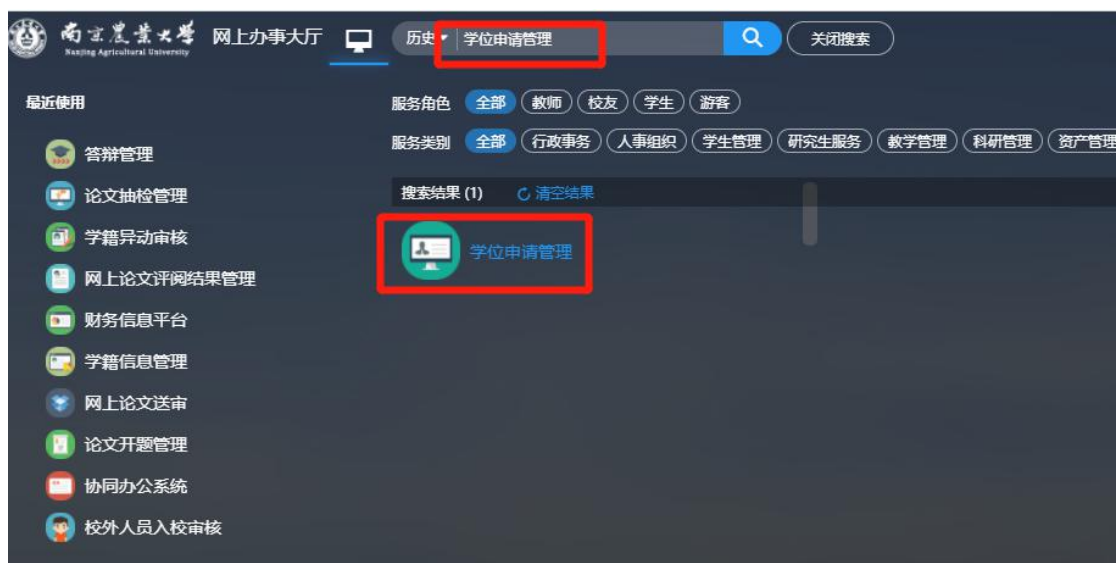 南京农业大学 网上办事大厅 历史 学位申请管理 关闭搜索
Nanjing Agricultural University
最近使用
答辩管理
论文抽检管理
学籍异动审核
网上论文评阅结果管理
财务信息平台
学籍信息管理
网上论文送审
论文开题管理
协同办公系统
校外人员入校审核
服务角色 全部 教师 校友 学生 游客
服务类别 全部 行政事务 人事组织 学生管理 研究生服务 教学管理 科研管理 资产管理
搜索结果 (1) 清空结果
学位申请管理